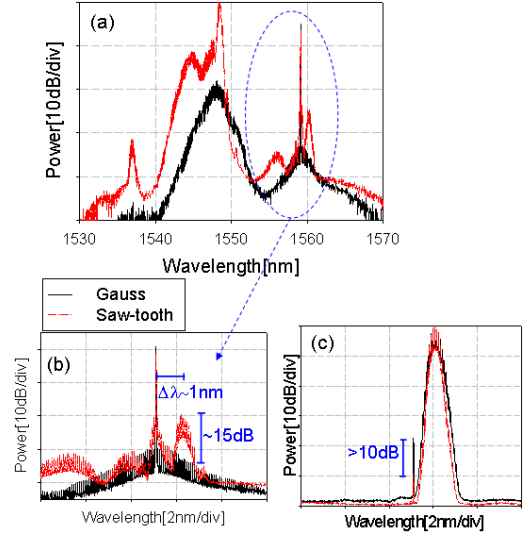 (a)
Power[10dB/div]
1530 1540 1550 1560 1570
Wavelength[nm]
Gauss
Saw-tooth
(b)
Δλ~1nm
~15dB
Power[10dB/div]
Wavelength[2nm/div]
(c)
>10dB
Power[10dB/div]
Wavelength[2nm/div]